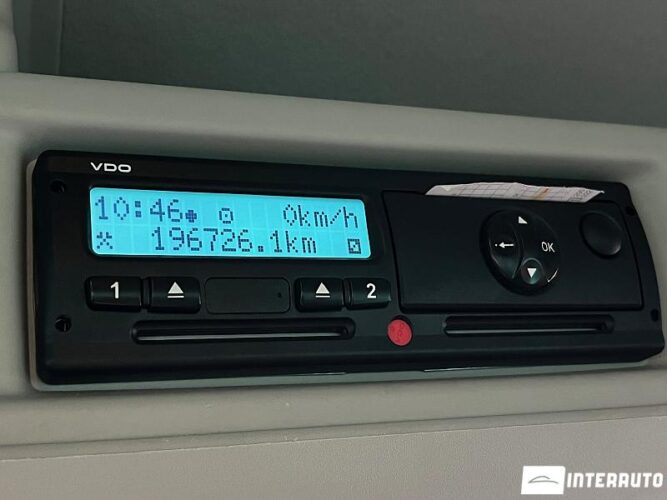 VDO
10:46 0km/h
196726.1km
1 2
OK
INTERAUTO